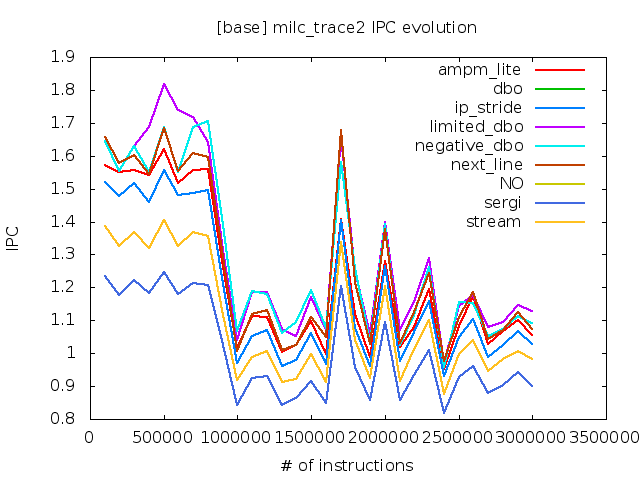 [base] milc_trace2 IPC evolution
1.9
1.8
1.7
1.6
1.5
1.4
1.3
1.2
1.1
1
0.9
0.8
IPC
ampm_lite
dbo
ip_stride
limited_dbo
negative_dbo
next_line
NO
sergi
stream
0 500000 1000000 1500000 2000000 2500000 3000000 3500000
# of instructions